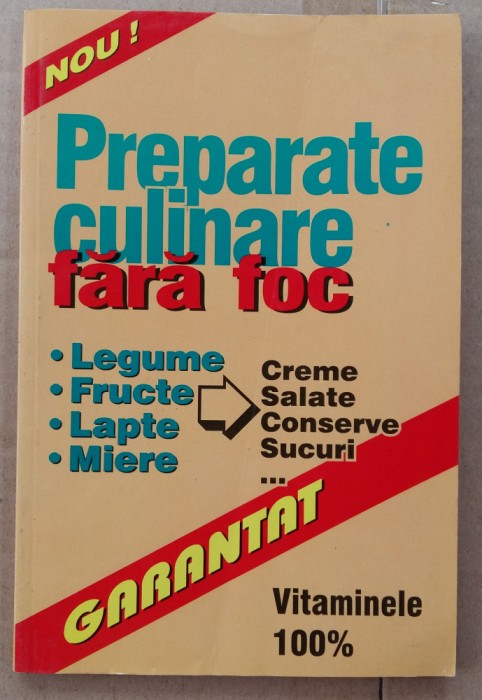 NOU !
Preparate
culinare
fără foc
• Legume
• Fructe
• Lapte
• Miere
Creme
Salate
Conserve
Sucuri
...
GARANTAT
Vitaminele
100%